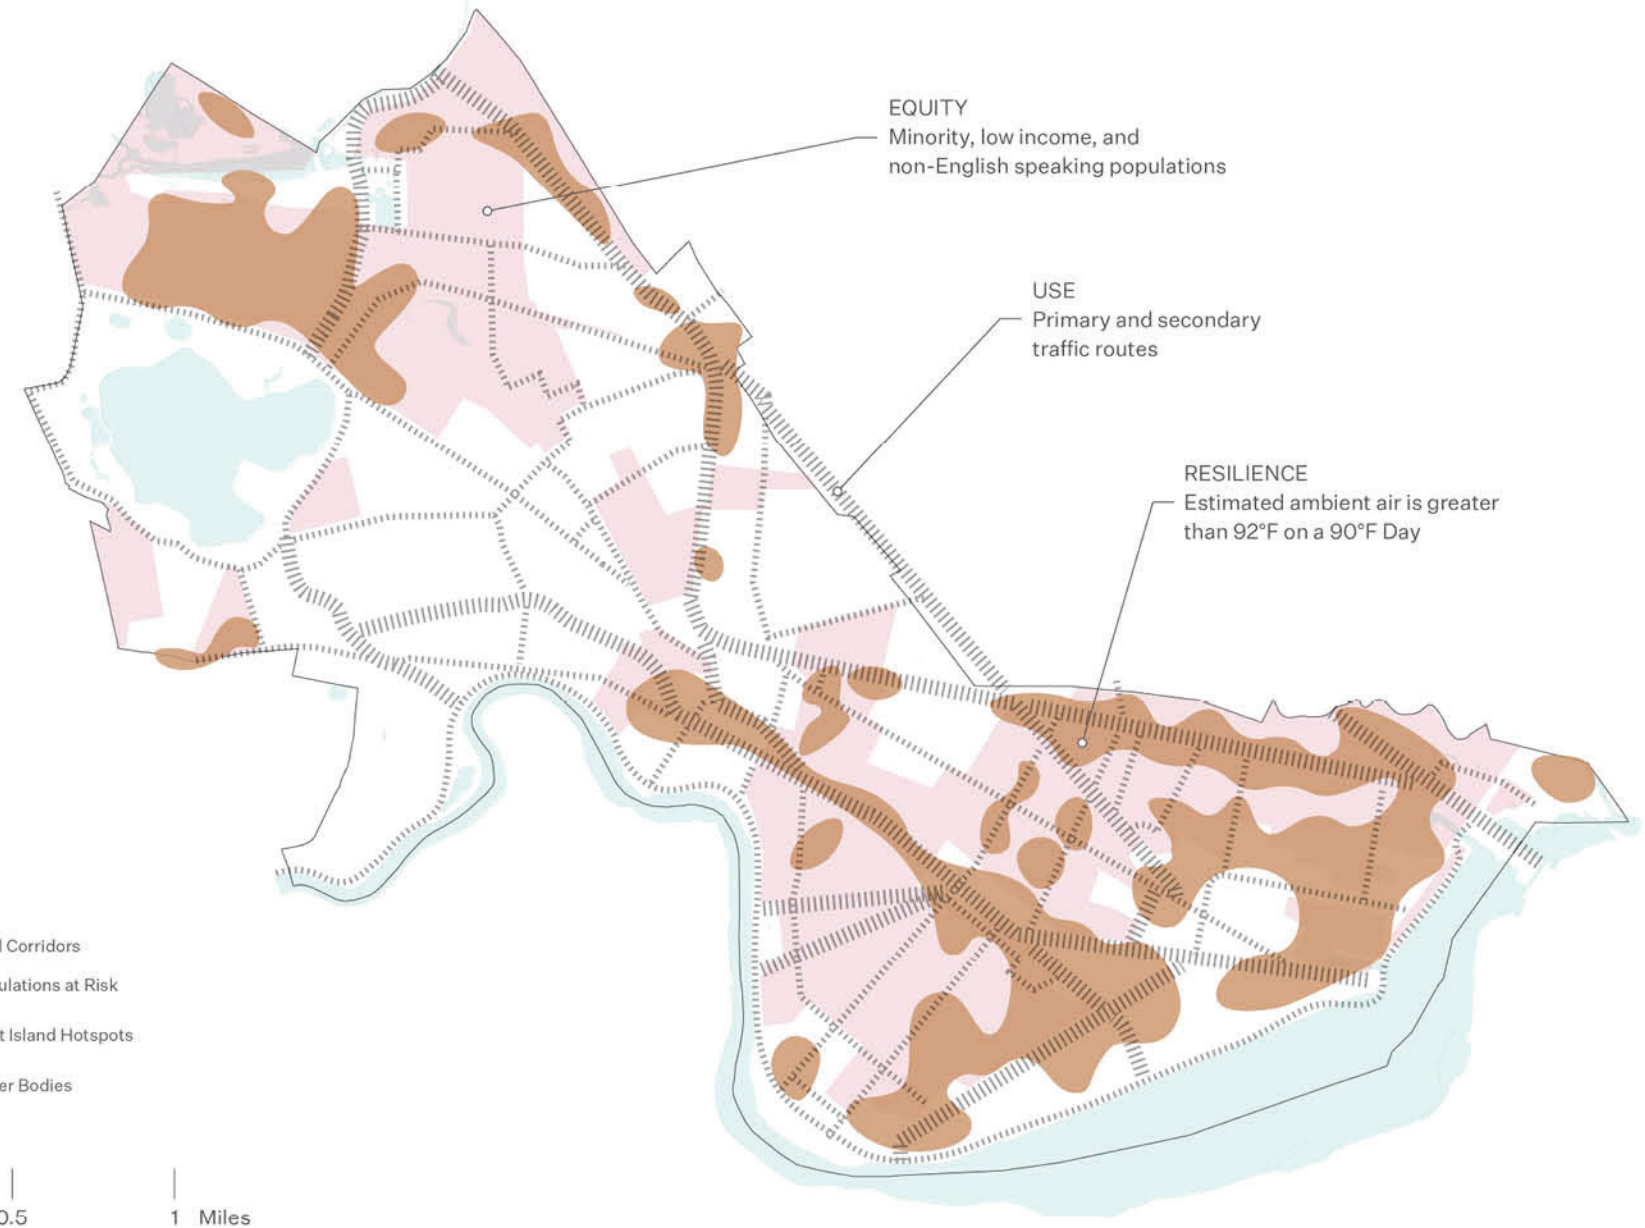 EQUITY
Minority, low income, and
non-English speaking populations
USE
Primary and secondary
traffic routes
RESILIENCE
Estimated ambient air is greater
than 92°F on a 90°F Day
Corridors
ulations at Risk
t Island Hotspots
er Bodies
0.5
1 Miles